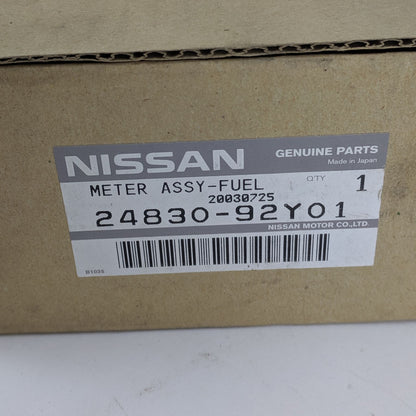 NISSAN
GENUINE PARTS
Made in Japan
METER ASSY-FUEL
QTY 1
20030725
24830-92Y01
NISSAN MOTOR CO.,LTD.
B1035